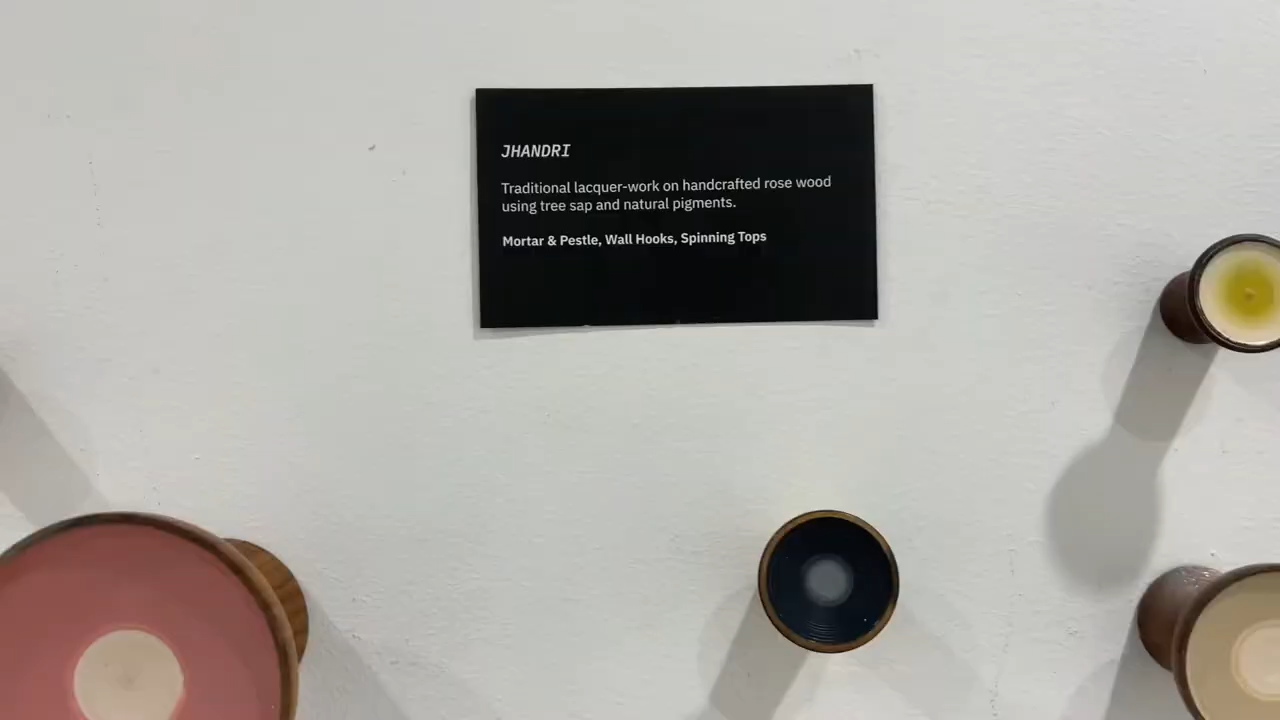 JHANDRI
Traditional lacquer-work on handcrafted rose wood
using tree sap and natural pigments.
Mortar & Pestle, Wall Hooks, Spinning Tops